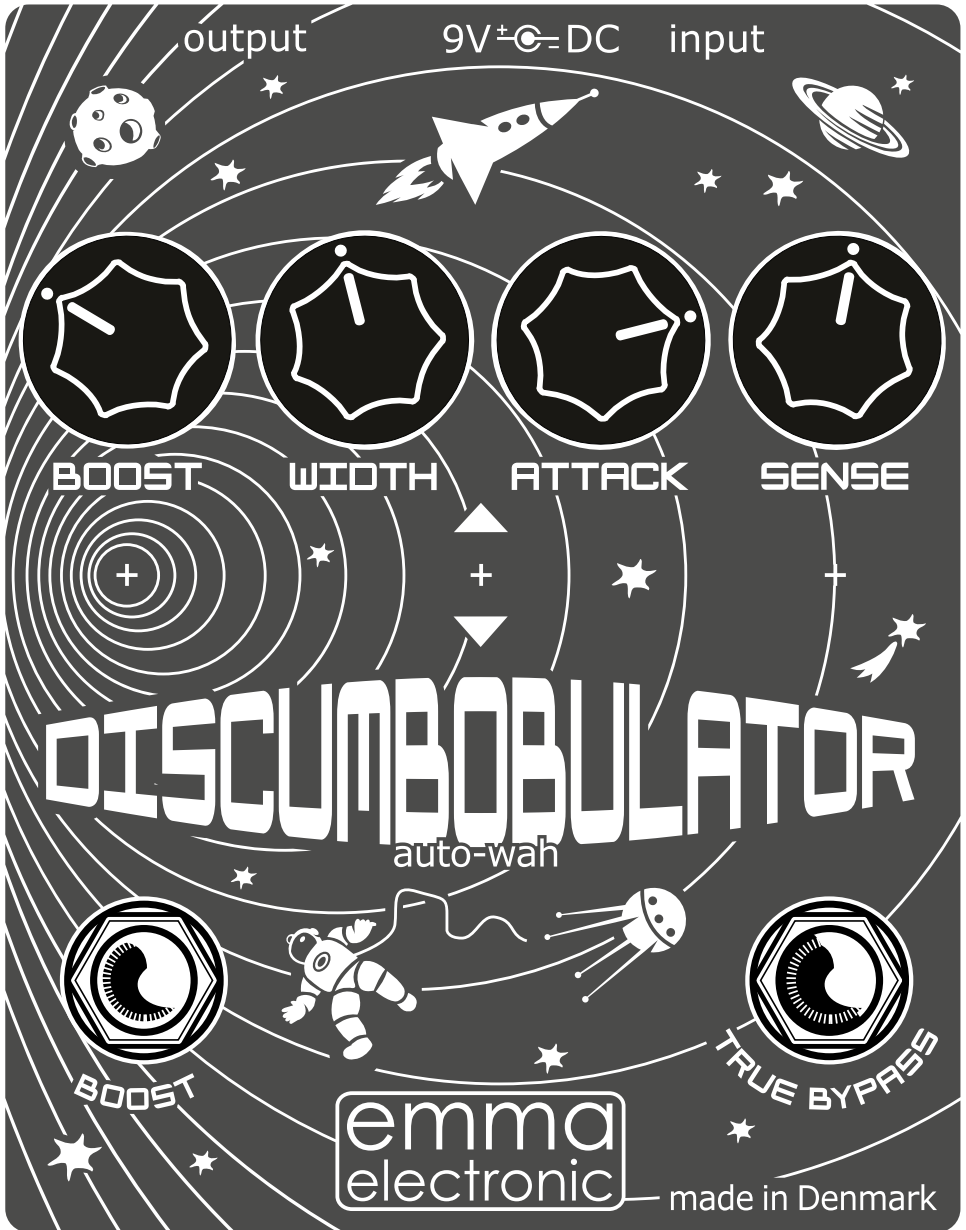 output 9V DC input
BOOST WIDTH ATTACK SENSE
DISCUMBOBULATOR
auto-wah
BOOST TRUE BYPASS
emma
electronic
made in Denmark